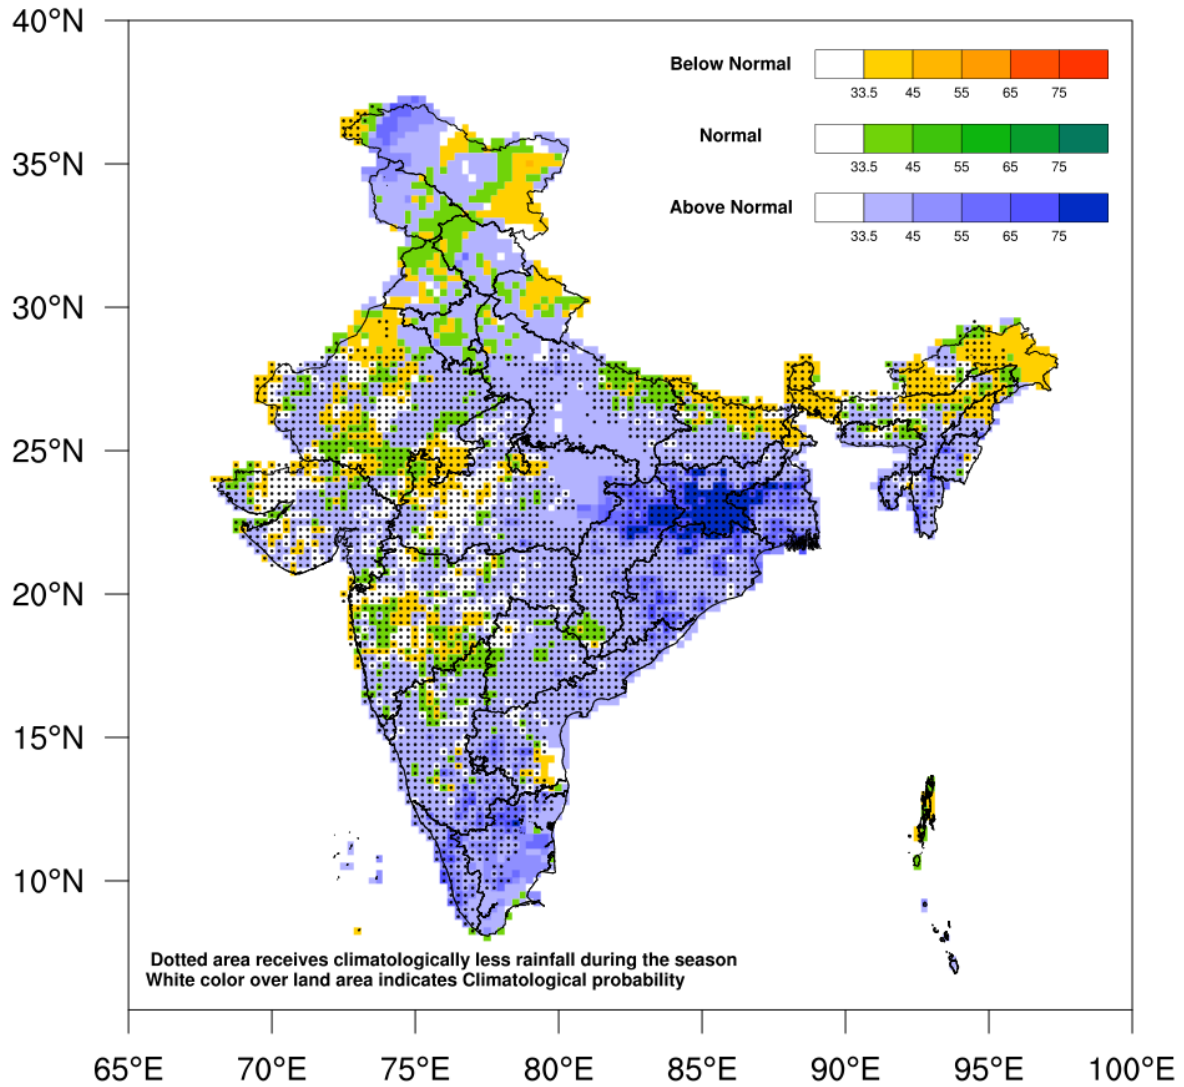 40°N
35°N
30°N
25°N
20°N
15°N
10°N
Below Normal
33.5 45 55 65 75
Normal
33.5 45 55 65 75
Above Normal
33.5 45 55 65 75
Dotted area receives climatologically less rainfall during the season
White color over land area indicates Climatological probability
65°E 70°E 75°E 80°E 85°E 90°E 95°E 100°E